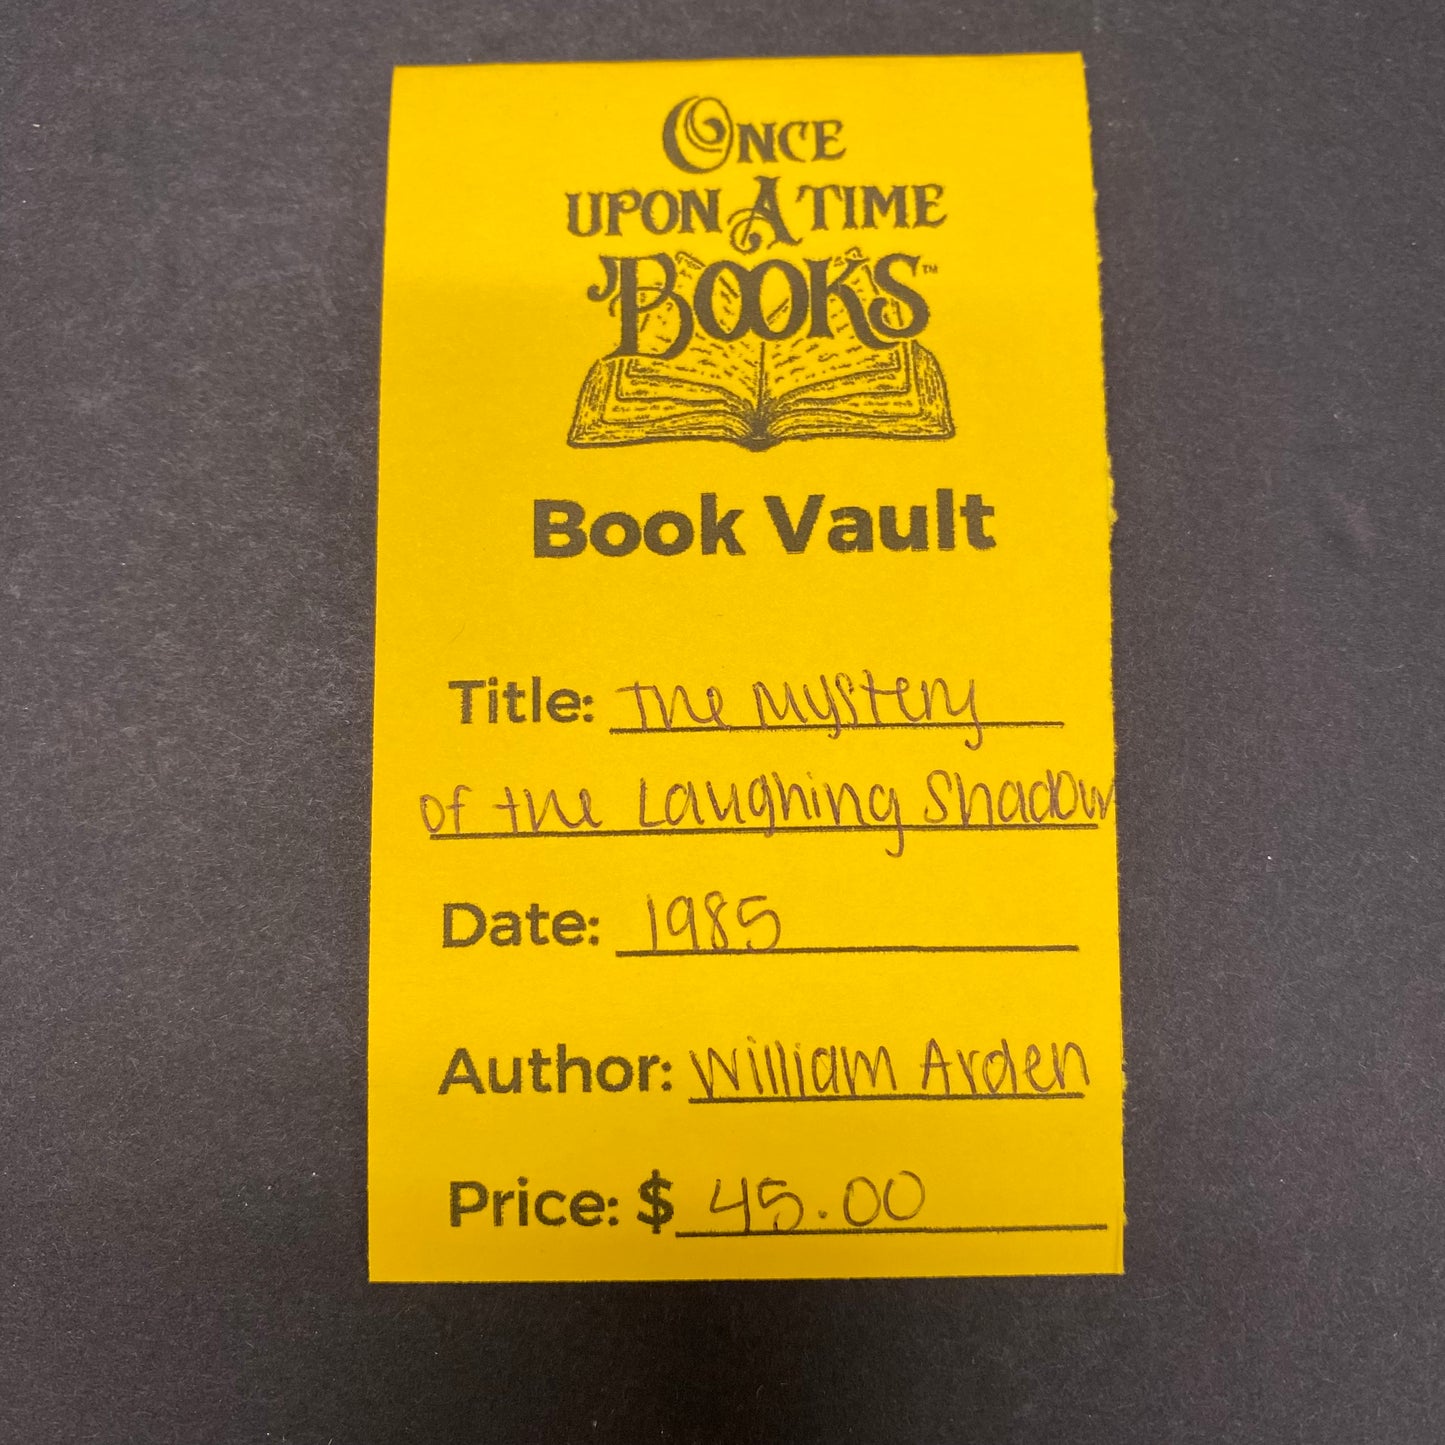 ONCE
UPON A TIME
BOOKS™
Book Vault
Title: The Mystery
of the Laughing Shadow
Date: 1985
Author: William Arden
Price: $ 45.00